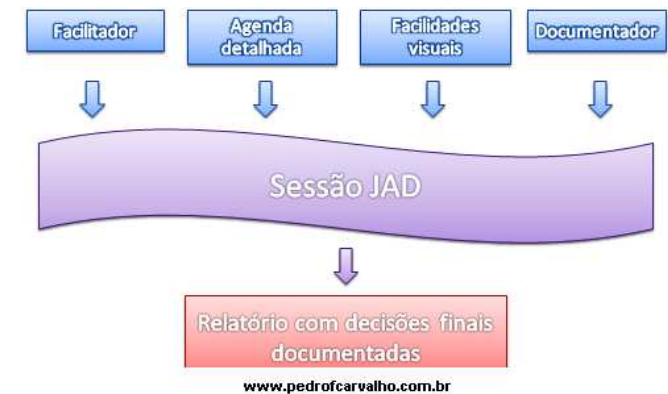 Facilitador
Agenda
detalhada
Facilidades
visuais
Documentador
Sessão JAD
Relatório com decisões finais
documentadas
www.pedrofcarvalho.com.br